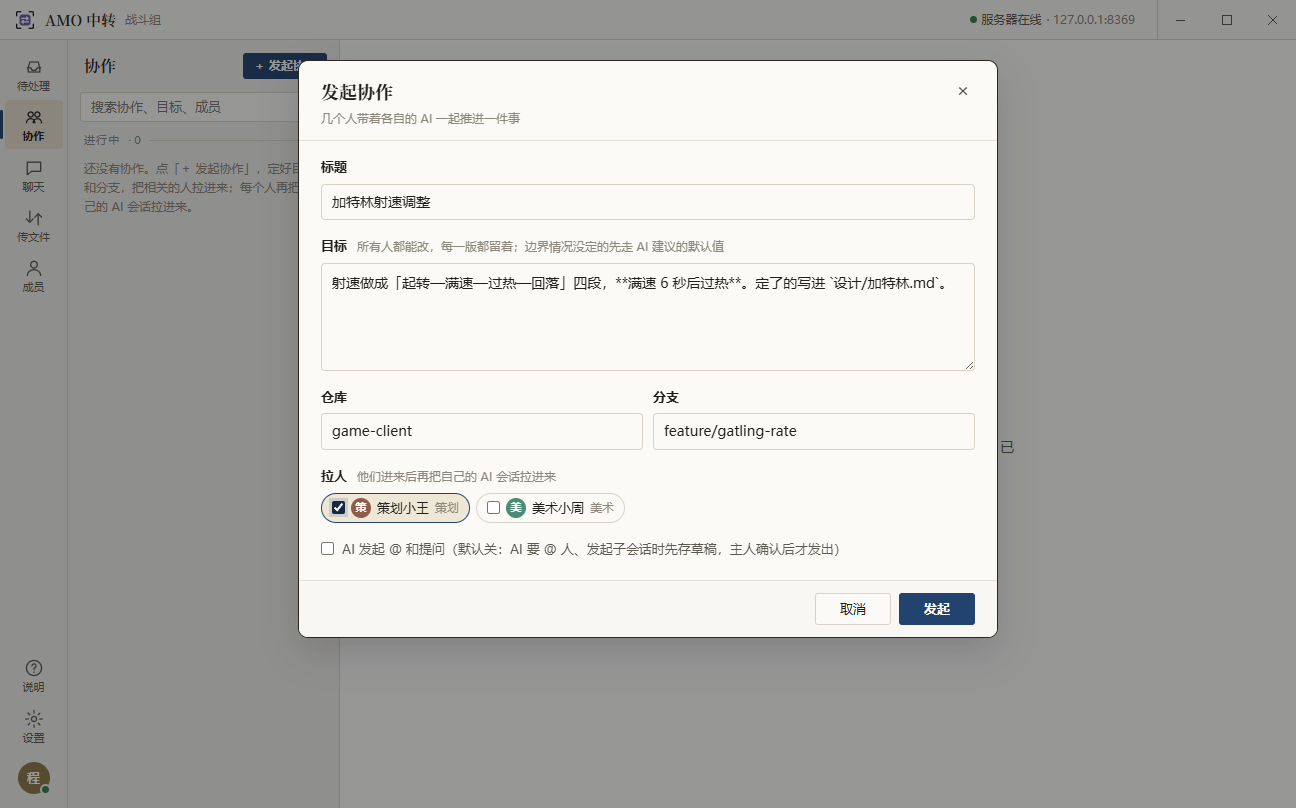 AMO 中转 战斗组
服务器在线 · 127.0.0.1:8369
待处理
协作
聊天
传文件
成员
说明
设置
程
协作
+ 发起协
搜索协作、目标、成员
进行中 · 0
还没有协作。点「+ 发起协作」，定好目
和分支，把相关的人拉进来；每个人再把
己的 AI 会话拉进来。
发起协作
几个人带着各自的 AI 一起推进一件事
标题
加特林射速调整
目标 所有人都能改，每一版都留着；边界情况没定的先走 AI 建议的默认值
射速做成「起转—满速—过热—回落」四段，**满速 6 秒后过热**。定了的写进 `设计/加特林.md`。
仓库
分支
game-client
feature/gatling-rate
拉人 他们进来后再把自己的 AI 会话拉进来
策 策划小王 策划
美 美术小周 美术
AI 发起 @ 和提问（默认关：AI 要 @ 人、发起子会话时先存草稿，主人确认后才发出）
取消
发起
已